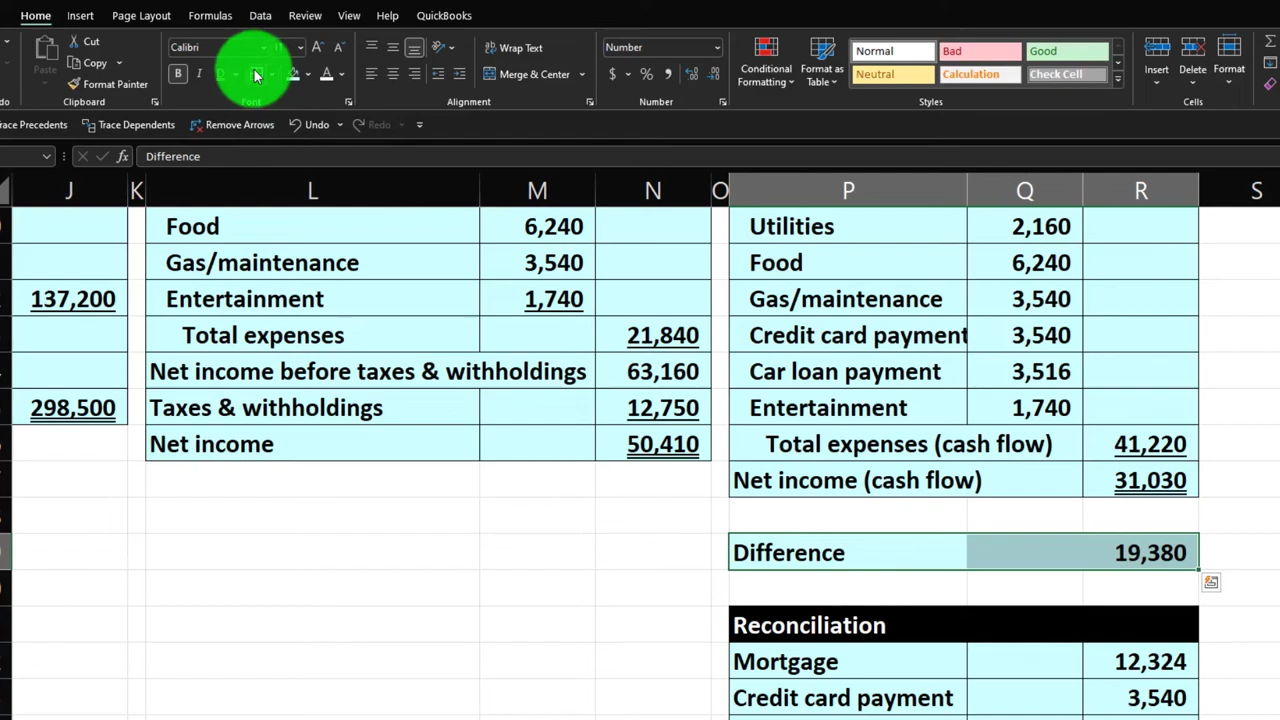 Home Insert Page Layout Formulas Data Review View Help QuickBooks
Cut
Copy
Format Painter
Paste
Clipboard
Calibri
B I
Font
Wrap Text
Merge & Center
Alignment
Number
$ % 
Number
Conditional Formatting
Format as Table
Normal Bad Good
Neutral Calculation Check Cell
Styles
Insert Delete Format
Cells
race Precedents Trace Dependents Remove Arrows Undo Redo
fx Difference
J K L M N O P Q R S
Food 6,240 Utilities 2,160
Gas/maintenance 3,540 Food 6,240
137,200 Entertainment 1,740 Gas/maintenance 3,540
Total expenses 21,840 Credit card payment 3,540
Net income before taxes & withholdings 63,160 Car loan payment 3,516
298,500 Taxes & withholdings 12,750 Entertainment 1,740
Net income 50,410 Total expenses (cash flow) 41,220
Net income (cash flow) 31,030
Difference 19,380
Reconciliation
Mortgage 12,324
Credit card payment 3,540